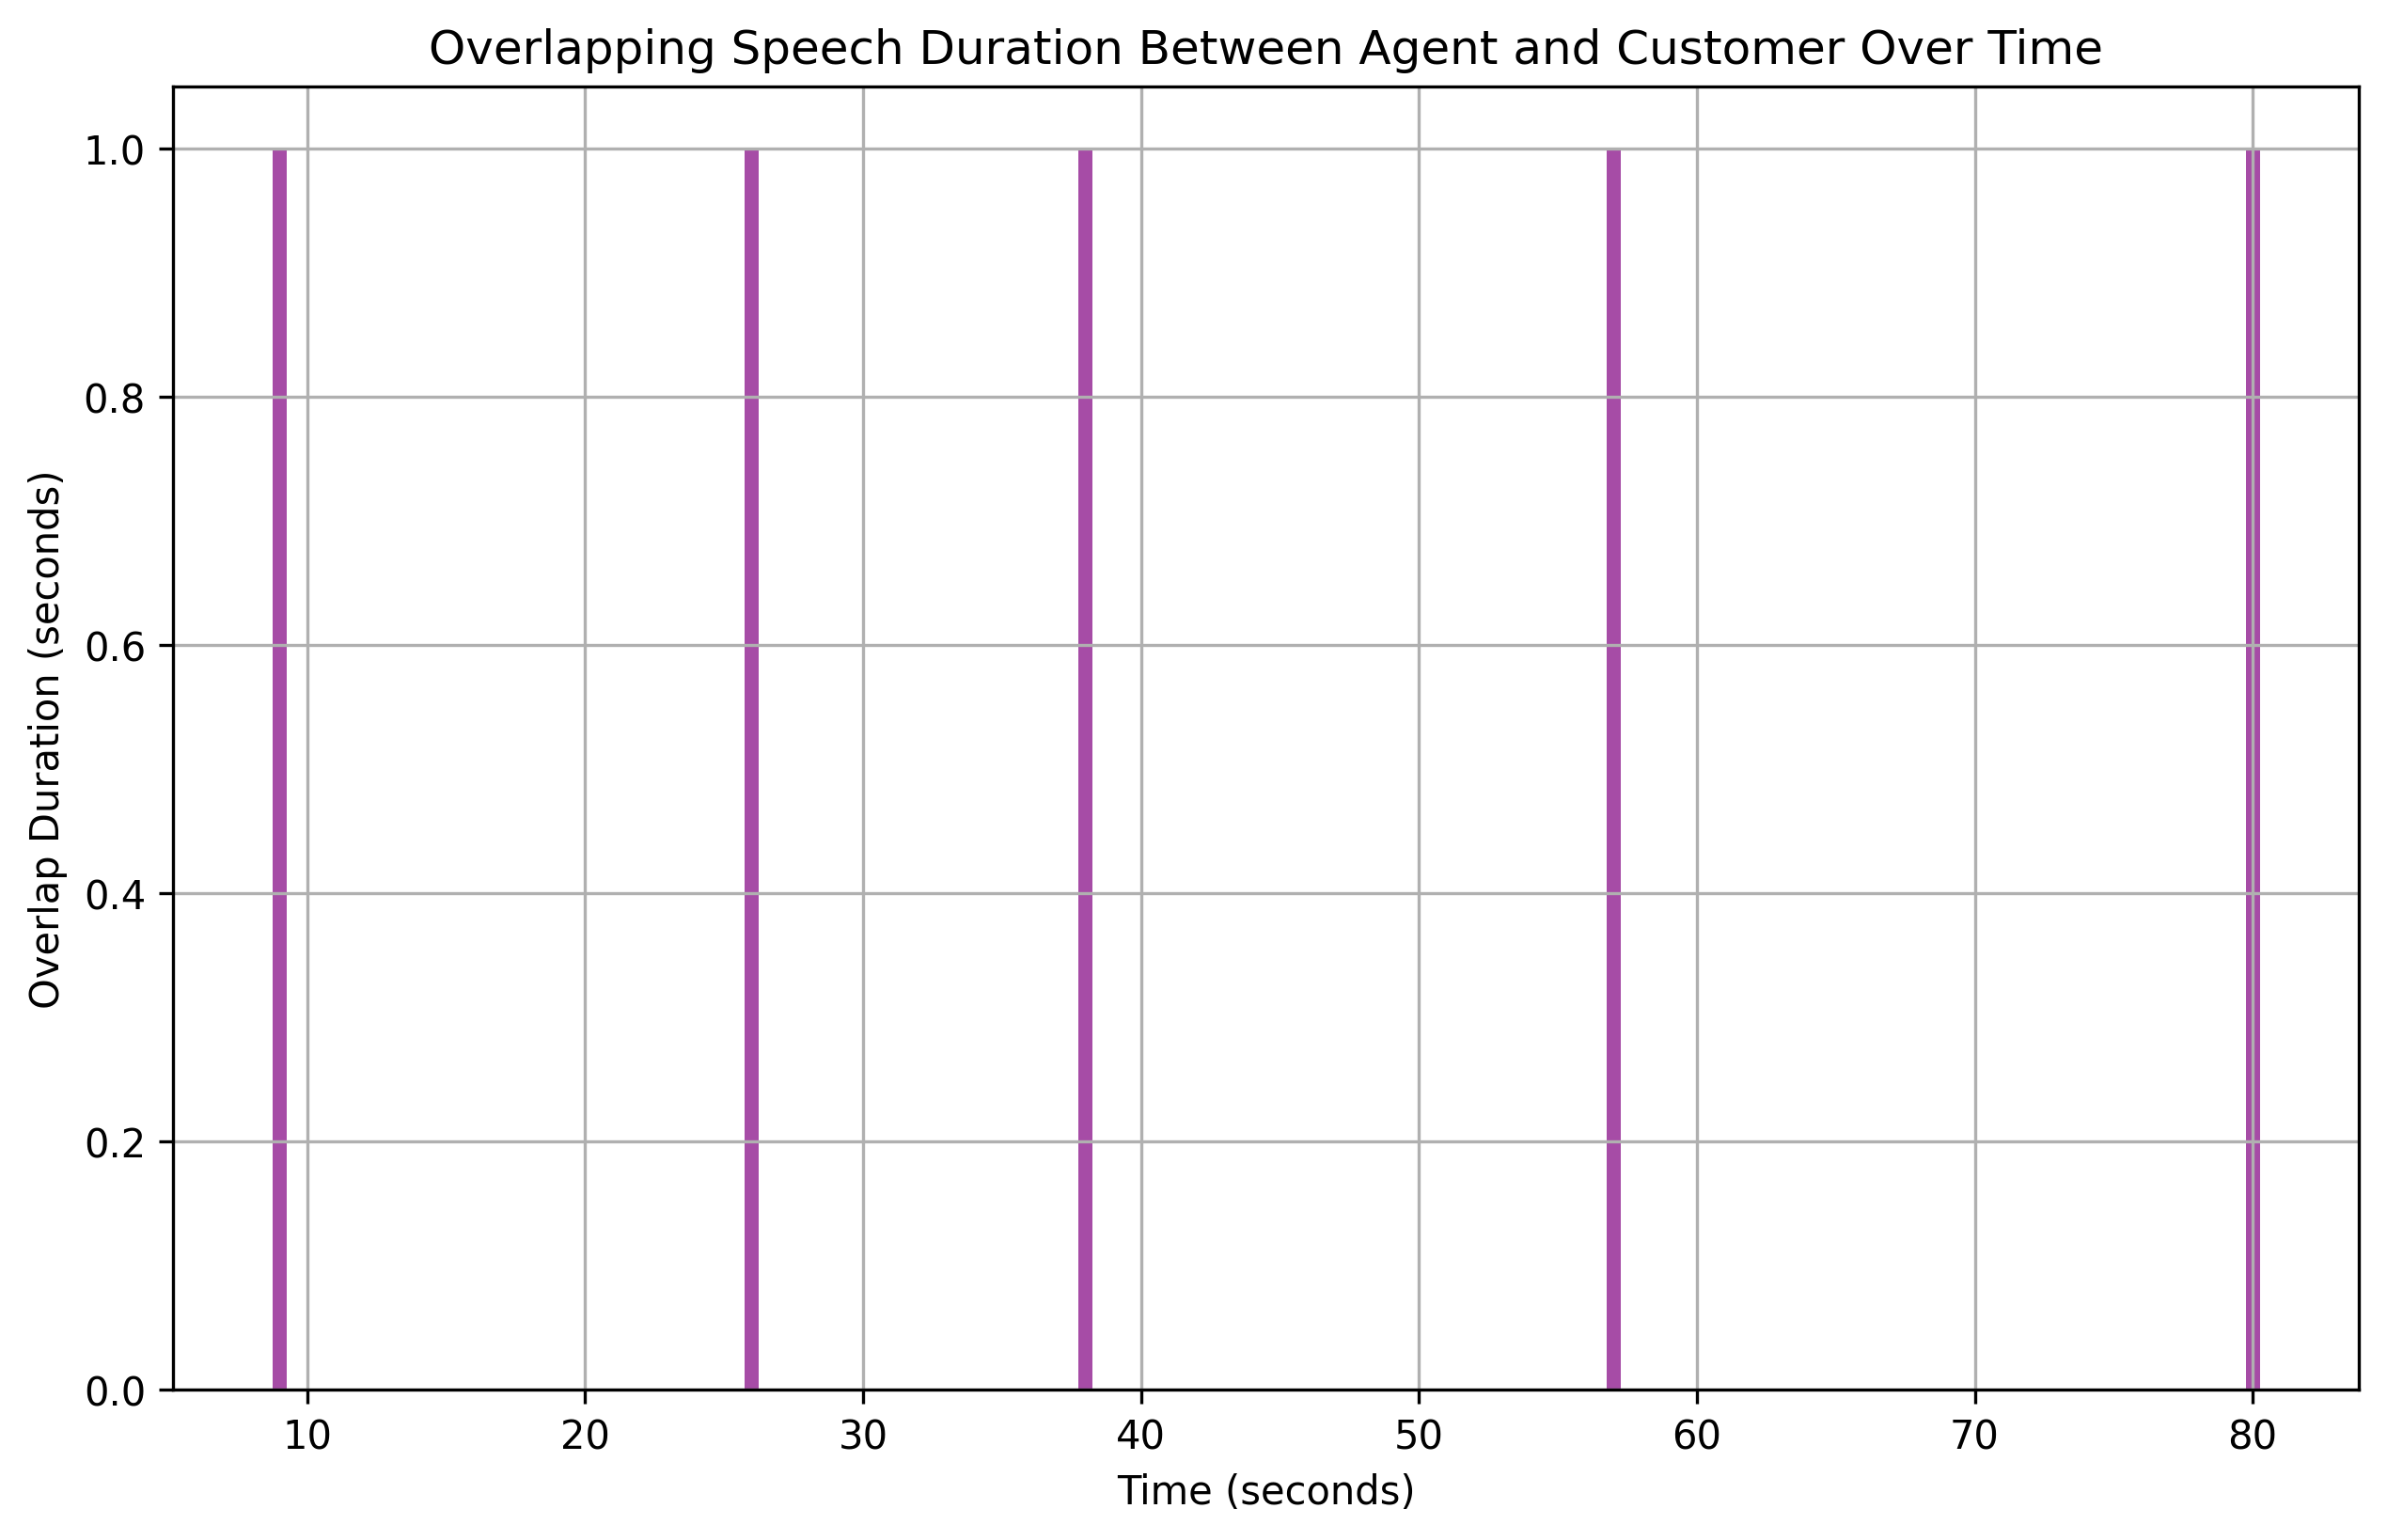 Overlapping Speech Duration Between Agent and Customer Over Time
Overlap Duration (seconds)
1.0
0.8
0.6
0.4
0.2
0.0
10 20 30 40 50 60 70 80
Time (seconds)